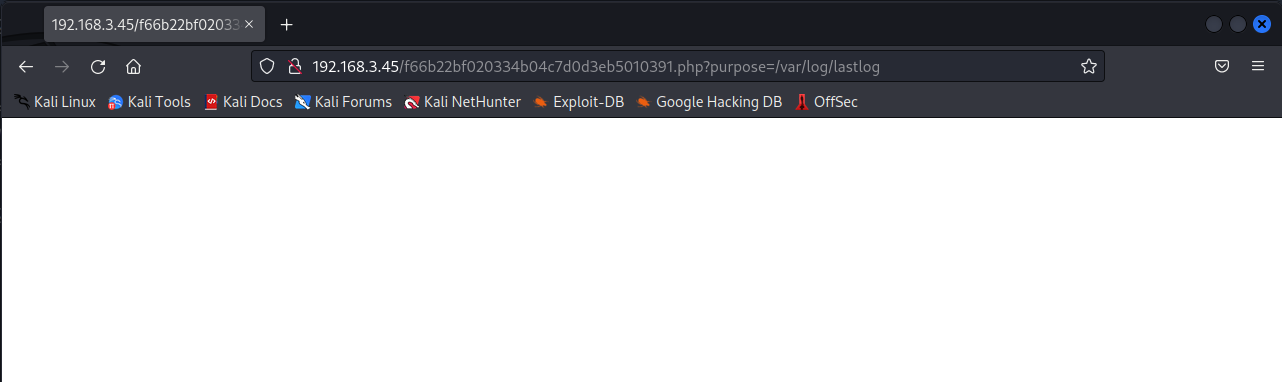 192.168.3.45/f66b22bf02033
192.168.3.45/f66b22bf020334b04c7d0d3eb5010391.php?purpose=/var/log/lastlog
Kali Linux Kali Tools Kali Docs Kali Forums Kali NetHunter Exploit-DB Google Hacking DB OffSec